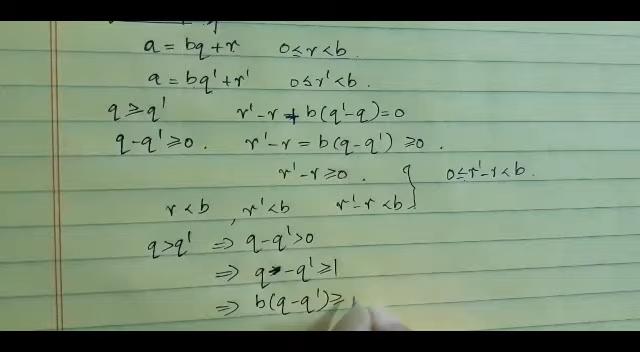 a = bq + r    0 ≤ r < b.
a = bq' + r'    0 ≤ r' < b.
q ≥ q'    r' - r + b(q' - q) = 0
q - q' ≥ 0.    r' - r = b(q - q') ≥ 0.
r' - r ≥ 0.    0 ≤ r' - r < b.
r < b , r' < b    r' - r < b
q > q' ⇒ q - q' > 0
⇒ q - q' ≥ 1
⇒ b(q - q') ≥